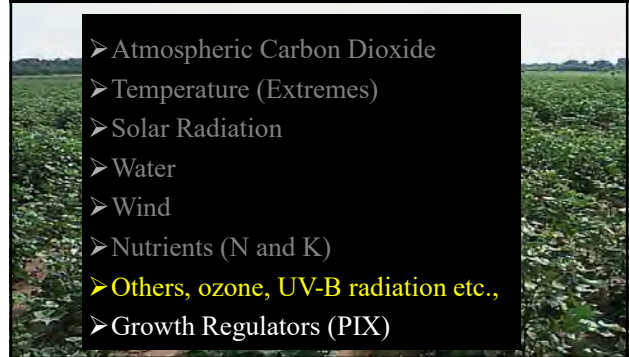 ➢Atmospheric Carbon Dioxide
➢Temperature (Extremes)
➢Solar Radiation
➢Water
➢Wind
➢Nutrients (N and K)
➢Others, ozone, UV-B radiation etc.,
➢Growth Regulators (PIX)